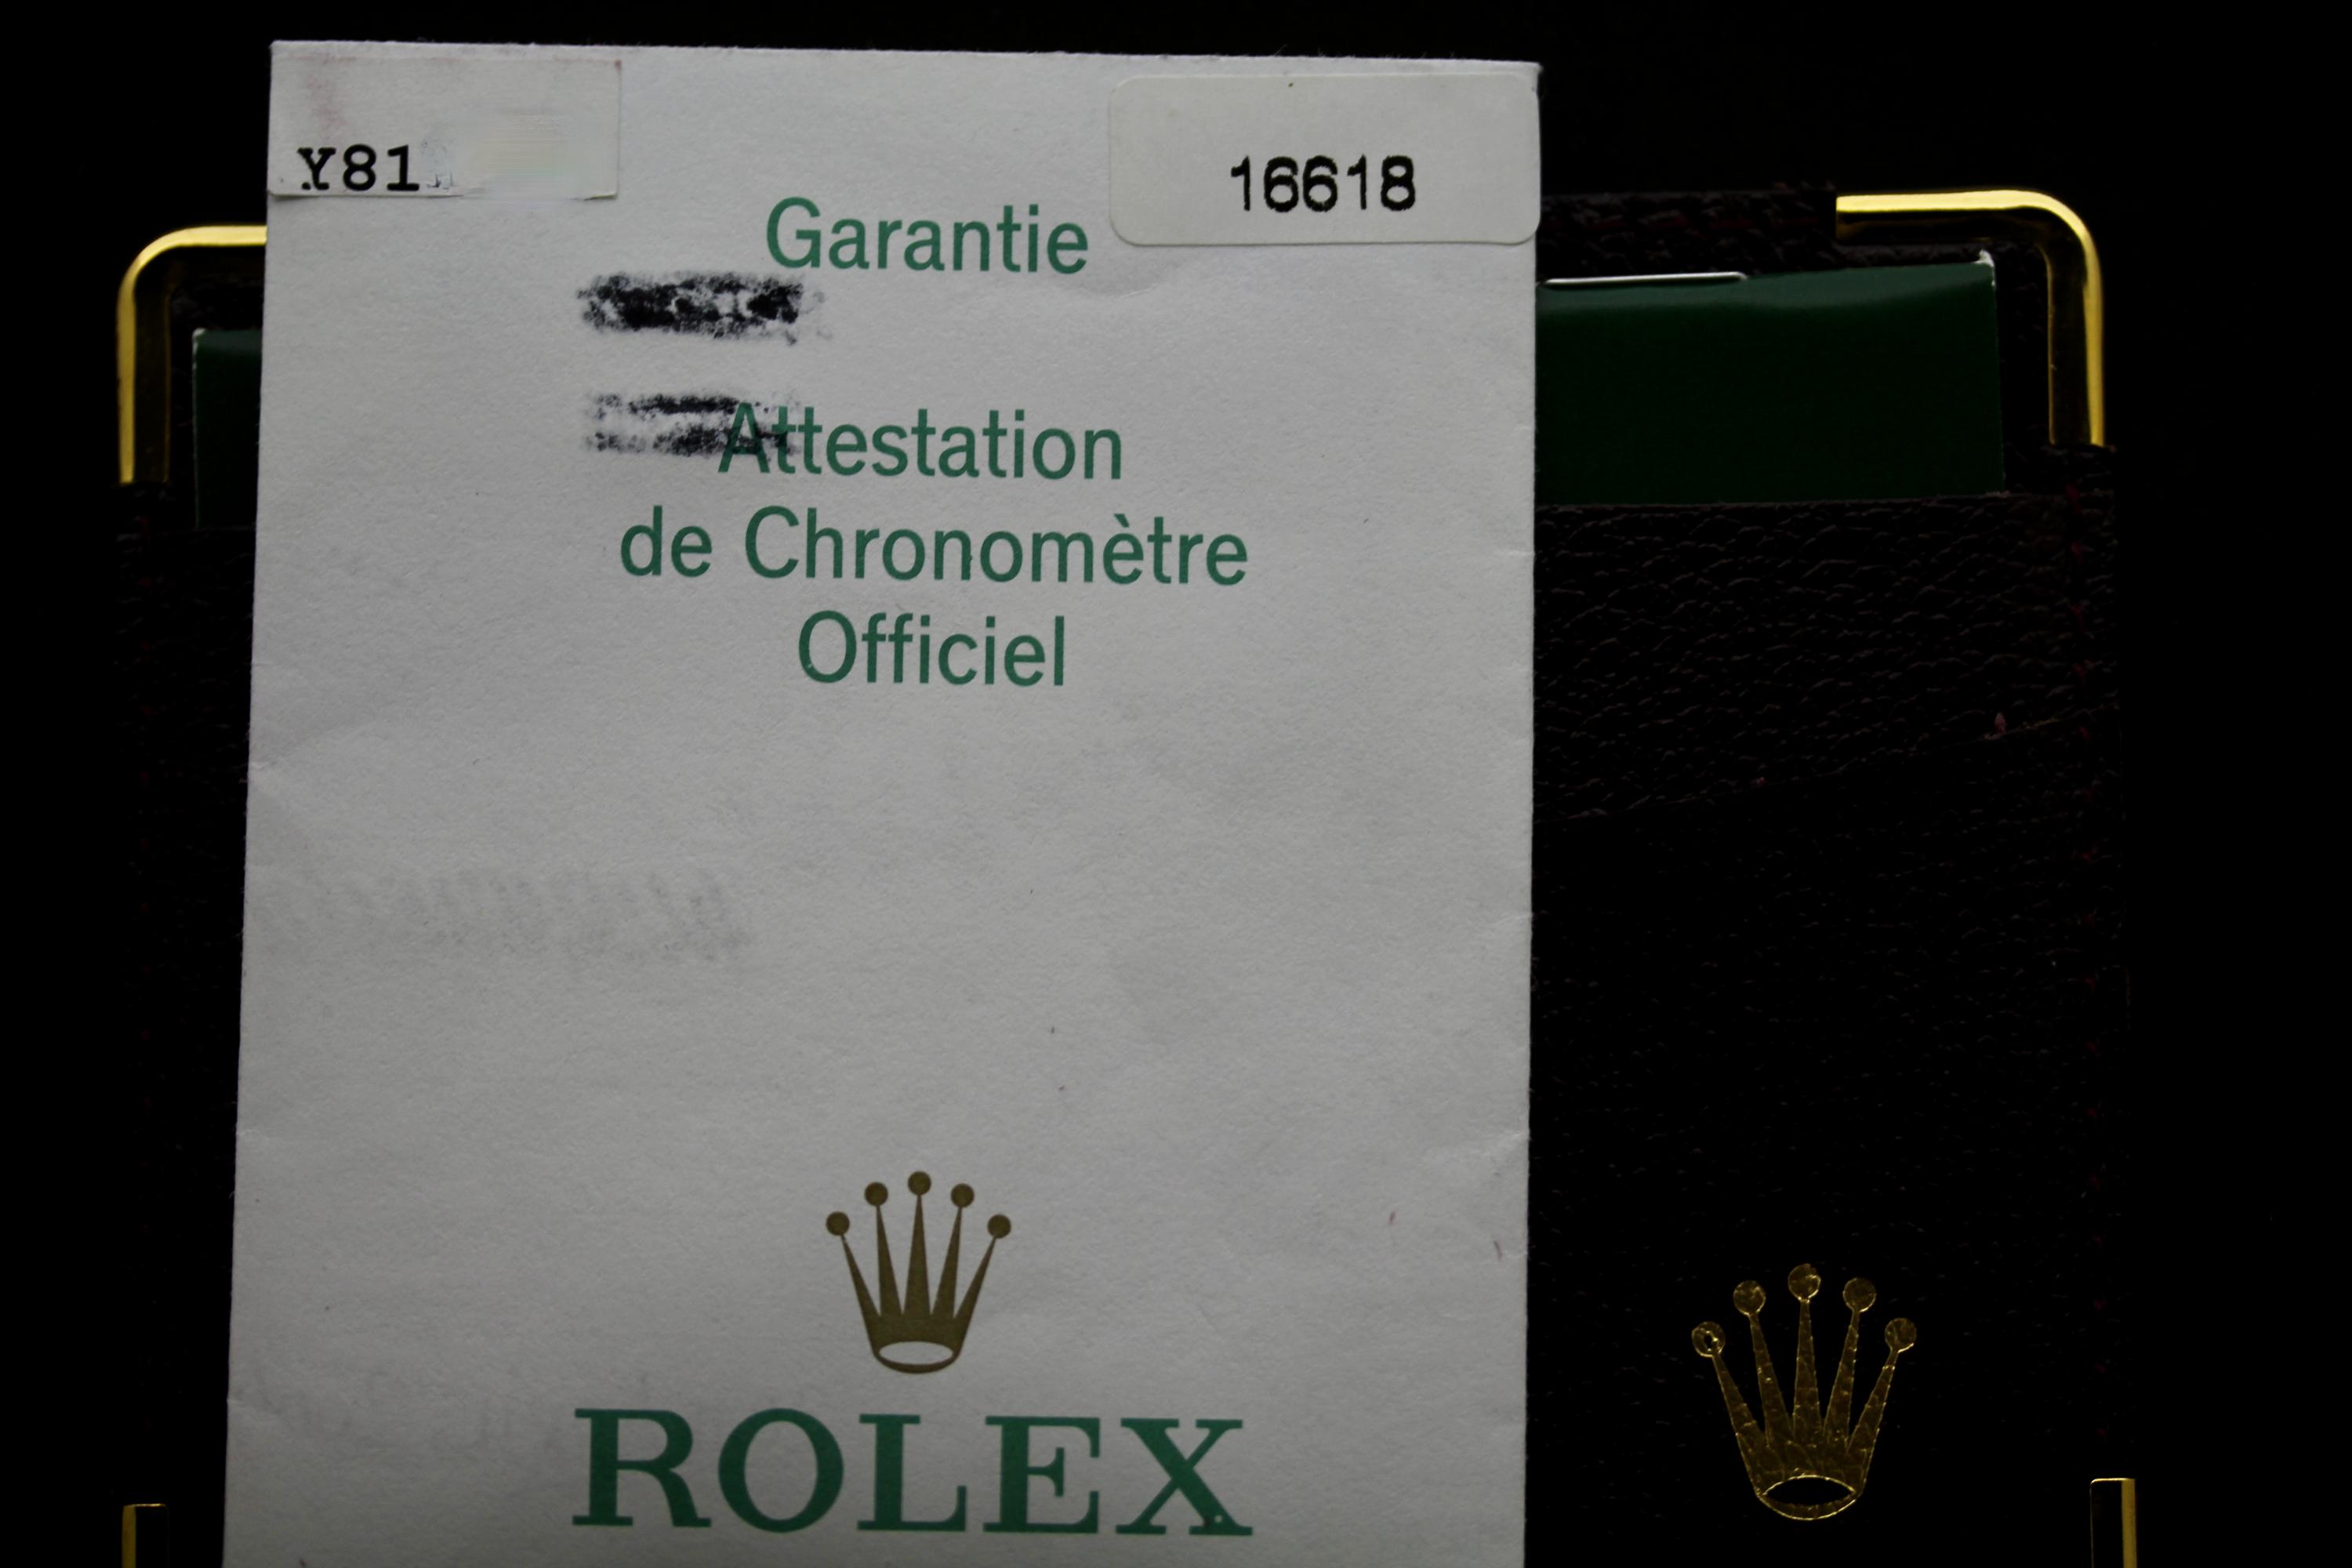 Y81
16618
Garantie
Attestation
de Chronomètre
Officiel
ROLEX